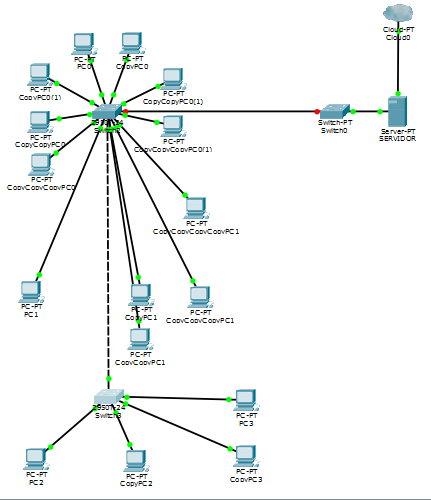 Cloud-PT
Cloud0
PC-PT
PC0
PC-PT
CopyPC0
PC-PT
CopyPC0(1)
PC-PT
CopyCopyPC0(1)
Switch-PT
Switch0
Server-PT
SERVIDOR
2950T-24
PC-PT
CopyCopyPC0
PC-PT
CopyCopyCopyPC0(1)
PC-PT
CopyCopyCopyPC0
PC-PT
CopyCopyCopyCopyPC1
PC-PT
PC1
PC-PT
CopyPC1
PC-PT
CopyCopyCopyPC1
PC-PT
CopyCopyPC1
2950T-24
Switch3
PC-PT
PC3
PC-PT
PC2
PC-PT
CopyPC2
PC-PT
CopyPC3